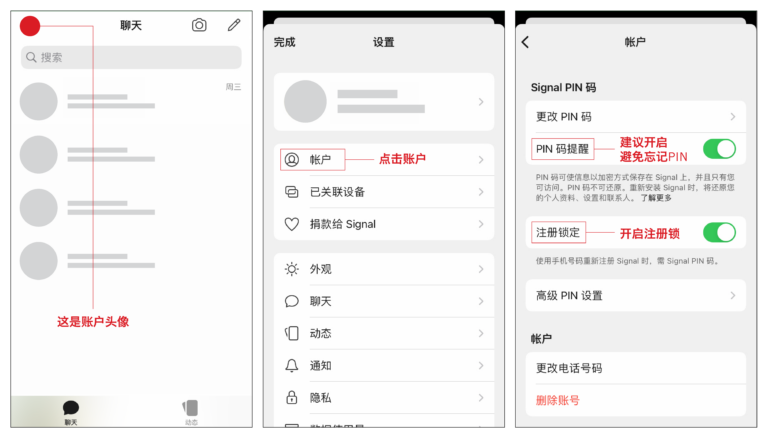 聊天
搜索
周三
这是账户头像
聊天
动态
完成
设置
帐户
点击账户
已关联设备
捐款给 Signal
外观
聊天
动态
通知
隐私
数据使用量
帐户
Signal PIN 码
更改 PIN 码
PIN 码提醒
建议开启
避免忘记PIN
PIN 码可使信息以加密方式保存在 Signal 上，并且只有您
可访问。PIN 码不可还原。重新安装 Signal 时，将还原您
的个人资料、设置和联系人。 了解更多
注册锁定
开启注册锁
使用手机号码重新注册 Signal 时，需 Signal PIN 码。
高级 PIN 设置
帐户
更改电话号码
删除账号